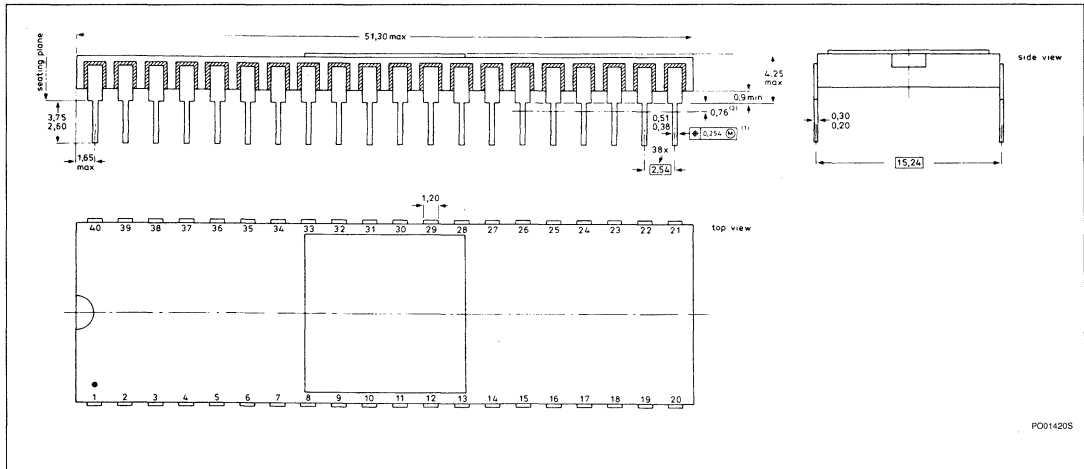 51,30 max
seating plane
side view
4,25
max
0,9 min
3,75
2,60
0,76 (2)
0,51
0,38
⌖ 0,254 Ⓜ (1)
0,30
0,20
1,65
max
38x
2,54
15,24
1,20
40 39 38 37 36 35 34 33 32 31 30 29 28 27 26 25 24 23 22 21
top view
1 2 3 4 5 6 7 8 9 10 11 12 13 14 15 16 17 18 19 20
PO01420S